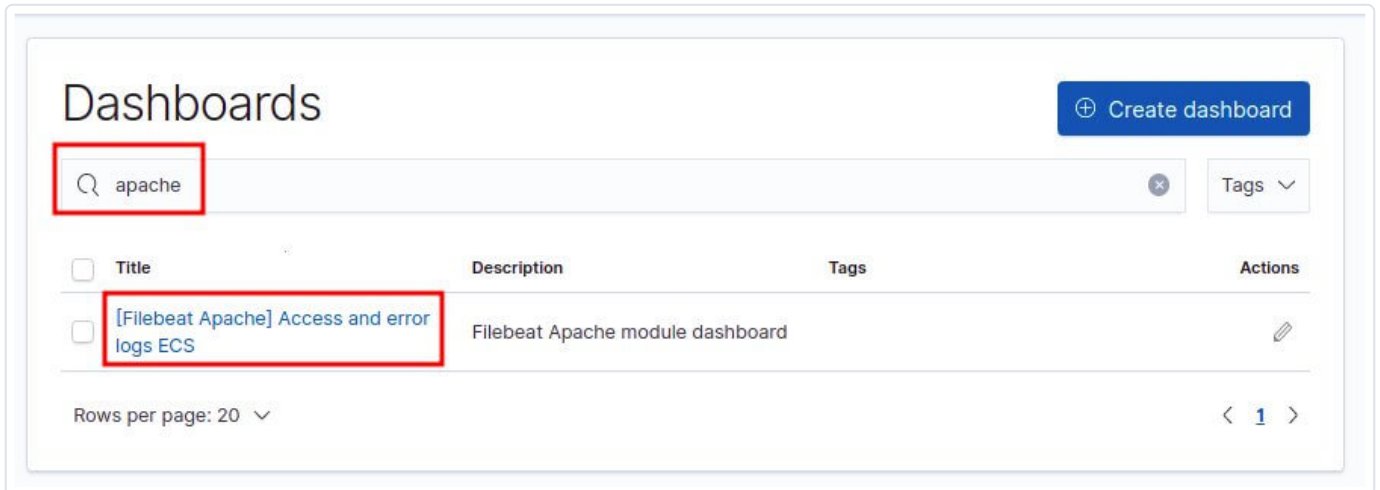 Dashboards
Create dashboard
apache
Tags
Title Description Tags Actions
[Filebeat Apache] Access and error
logs ECS
Filebeat Apache module dashboard
Rows per page: 20
1